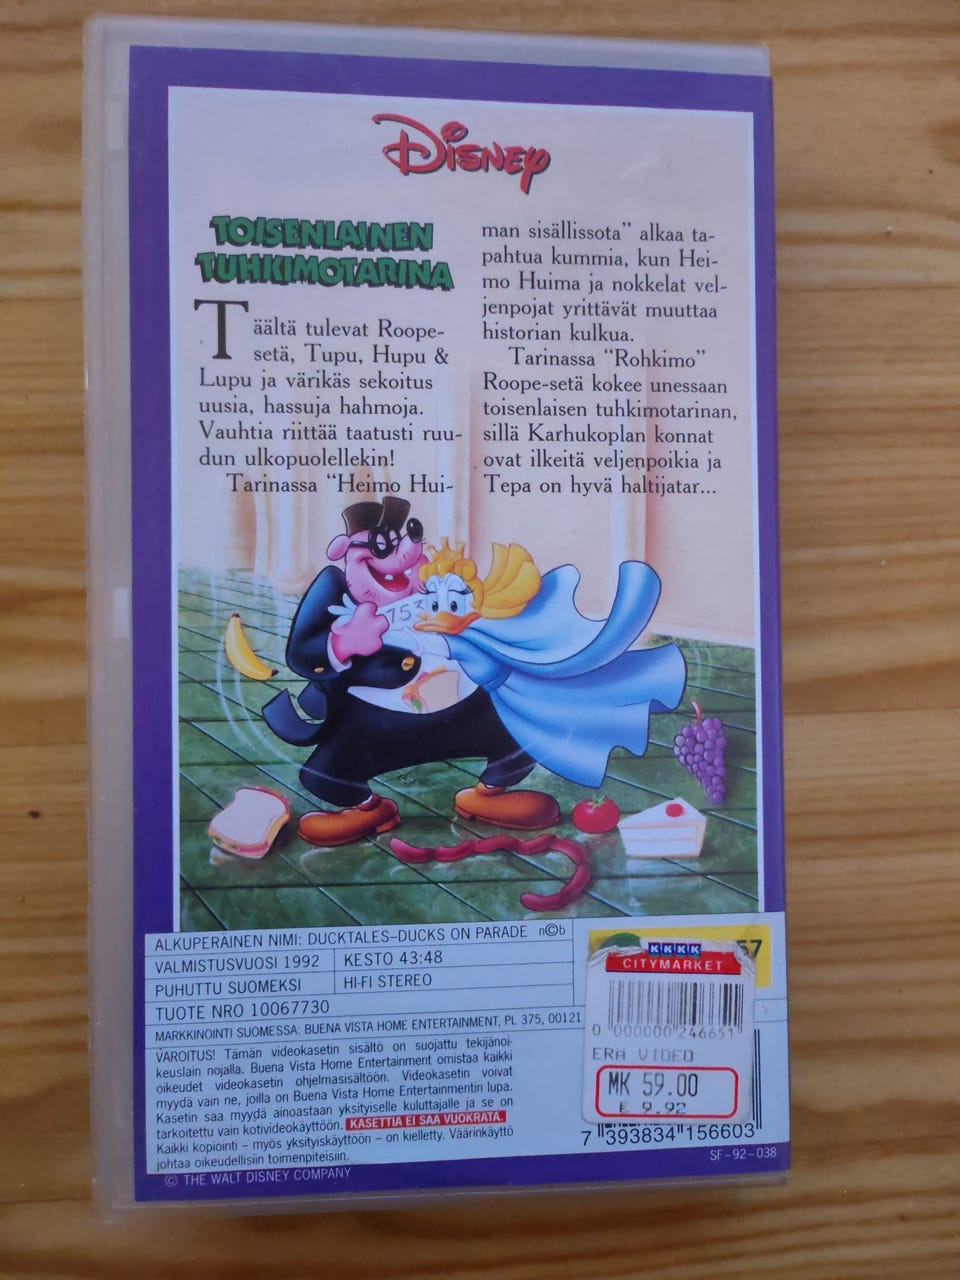 Disney
TOISENLAINEN
TUHKIMOTARINA
Täältä tulevat Roope-
setä, Tupu, Hupu &
Lupu ja värikäs sekoitus
uusia, hassuja hahmoja.
Vauhtia riittää taatusti ruu-
dun ulkopuolellekin!
Tarinassa “Heimo Hui-
man sisällissota” alkaa ta-
pahtua kummia, kun Hei-
mo Huima ja nokkelat vel-
jenpojat yrittävät muuttaa
historian kulkua.
Tarinassa “Rohkimo”
Roope-setä kokee unessaan
toisenlaisen tuhkimotarinan,
sillä Karhukoplan konnat
ovat ilkeitä veljenpoikia ja
Tepa on hyvä haltijatar...
753
ALKUPERÄINEN NIMI: DUCKTALES–DUCKS ON PARADE n©b
VALMISTUSVUOSI 1992
KESTO 43:48
PUHUTTU SUOMEKSI
HI-FI STEREO
TUOTE NRO 10067730
MARKKINOINTI SUOMESSA: BUENA VISTA HOME ENTERTAINMENT, PL 375, 00121
VAROITUS! Tämän videokasetin sisältö on suojattu tekijänoi-
keuslain nojalla. Buena Vista Home Entertainment omistaa kaikki
oikeudet videokasetin ohjelmasisältöön. Videokasetin voivat
myydä vain ne, joilla on Buena Vista Home Entertainmentin lupa.
Kasetin saa myydä ainoastaan yksityiselle kuluttajalle ja se on
tarkoitettu vain kotivideokäyttöön. KASETTIA EI SAA VUOKRATA.
Kaikki kopiointi – myös yksityiskäyttöön – on kielletty. Väärinkäyttö
johtaa oikeudellisiin toimenpiteisiin.
© THE WALT DISNEY COMPANY
57
KKKK
CITYMARKET
0 000000 246651
ERÄ VIDEO
MK 59.00
€ 9.92
7 393834 156603
SF-92-038